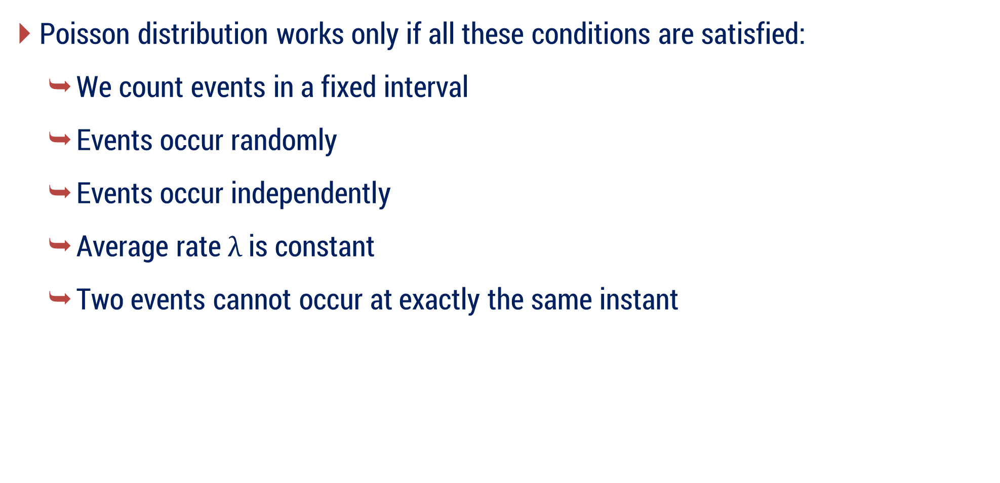 Poisson distribution works only if all these conditions are satisfied:
We count events in a fixed interval
Events occur randomly
Events occur independently
Average rate λ is constant
Two events cannot occur at exactly the same instant